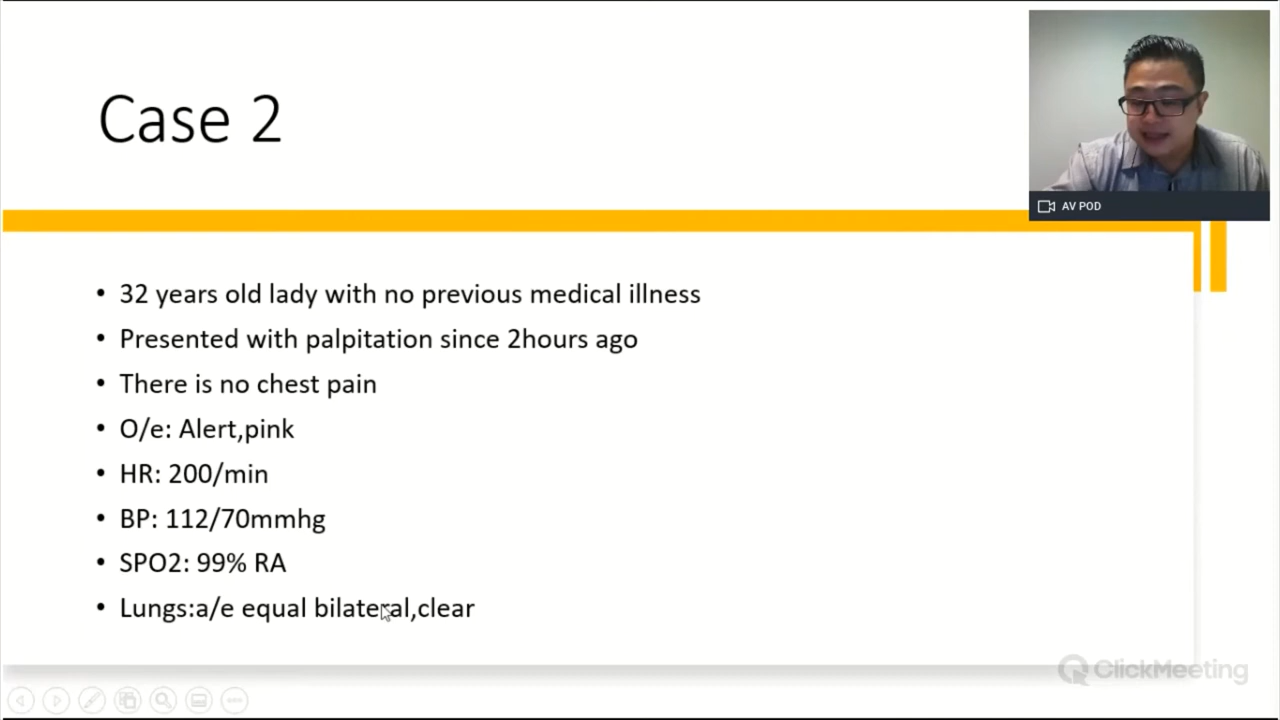 Case 2
AV POD
• 32 years old lady with no previous medical illness
• Presented with palpitation since 2hours ago
• There is no chest pain
• O/e: Alert,pink
• HR: 200/min
• BP: 112/70mmhg
• SPO2: 99% RA
• Lungs:a/e equal bilateral,clear
ClickMeeting